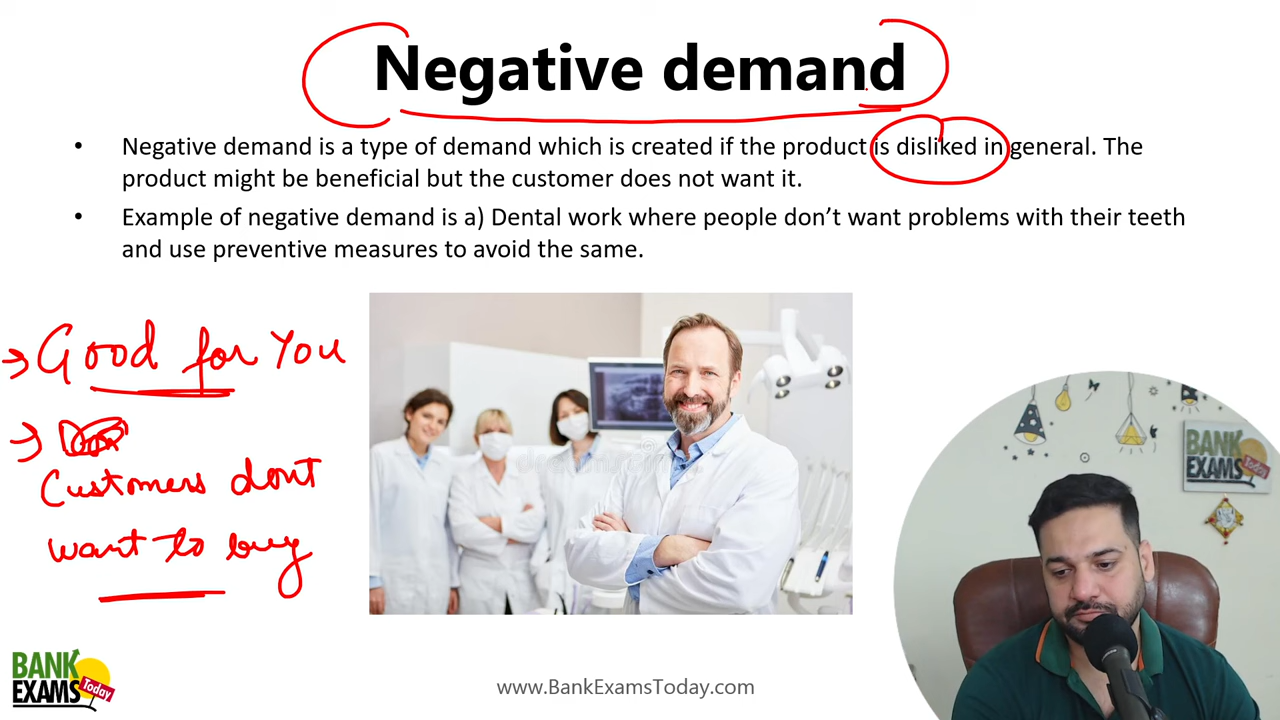 Negative demand
• Negative demand is a type of demand which is created if the product is disliked in general. The
product might be beneficial but the customer does not want it.
• Example of negative demand is a) Dental work where people don’t want problems with their teeth
and use preventive measures to avoid the same.
→ Good for You
→
Customers dont
want to buy
BANK
EXAMS
Today
BANK
EXAMS
Today
www.BankExamsToday.com